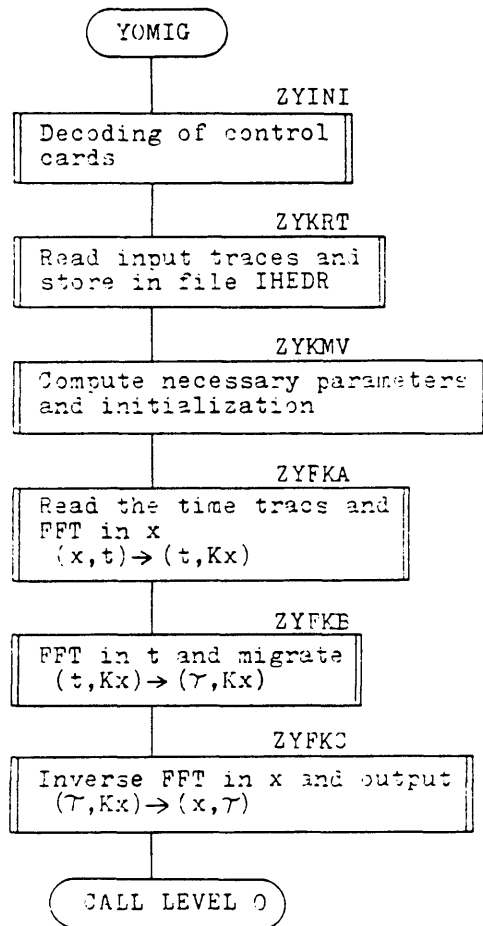 YOMIG
ZYINI
Decoding of control
cards
ZYKRT
Read input traces and
store in file IHEDR
ZYKMV
Compute necessary parameters
and initialization
ZYFKA
Read the time tracs and
FFT in x
(x,t)→(t,Kx)
ZYFKB
FFT in t and migrate
(t,Kx)→(τ,Kx)
ZYFKC
Inverse FFT in x and output
(τ,Kx)→(x,τ)
CALL LEVEL 0